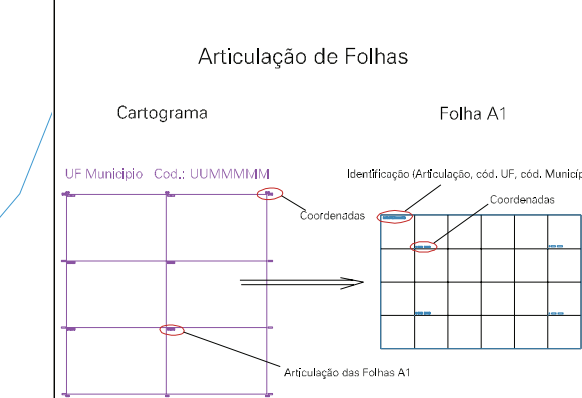 Articulação de Folhas
Cartograma
Folha A1
UF Municipio Cod.: UUMMMMM
Identificação (Articulação, cód. UF, cód. Municíp
Coordenadas
Coordenadas
Articulação das Folhas A1